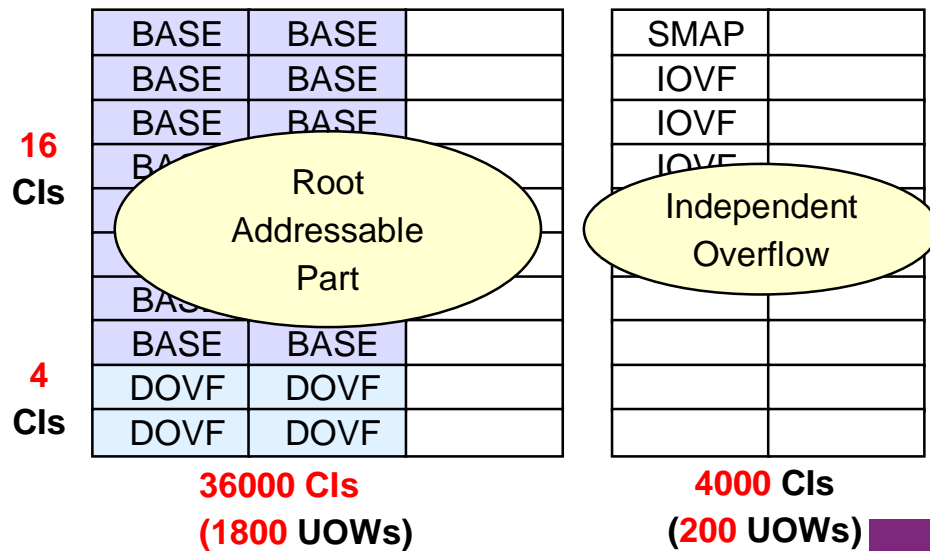 BASE BASE SMAP
BASE BASE IOVF
BASE BASE IOVF
16
CIs
Root
Addressable
Part
Independent
Overflow
BASE BASE
4
CIs
DOVF DOVF
DOVF DOVF
36000 CIs
(1800 UOWs)
4000 CIs
(200 UOWs)